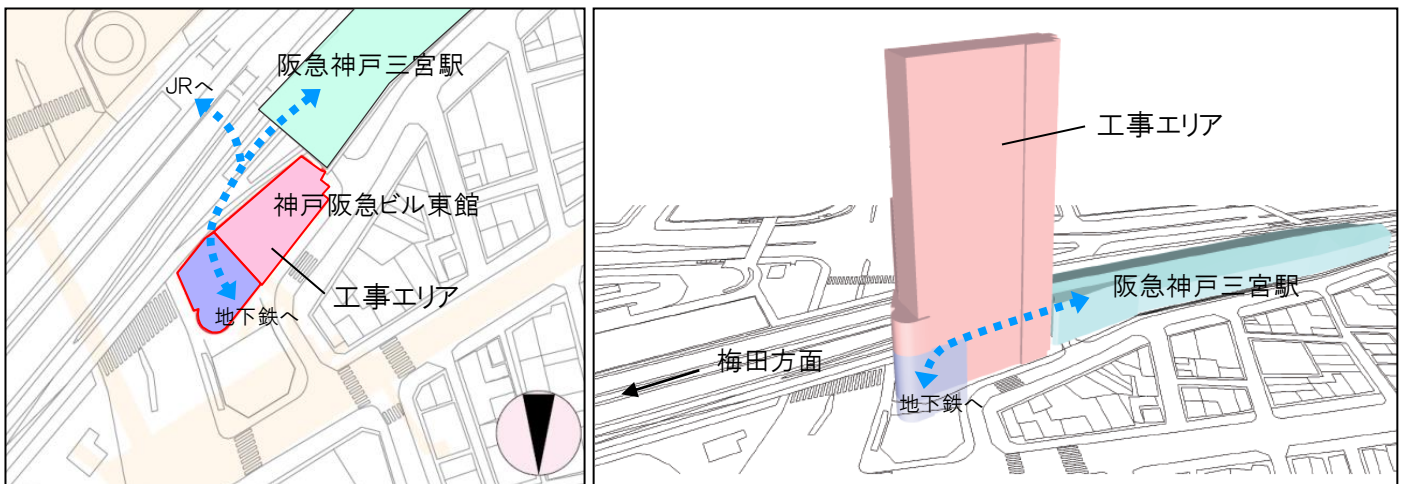 阪急神戸三宮駅
JRへ
神戸阪急ビル東館
工事エリア
地下鉄へ
工事エリア
阪急神戸三宮駅
梅田方面
地下鉄へ